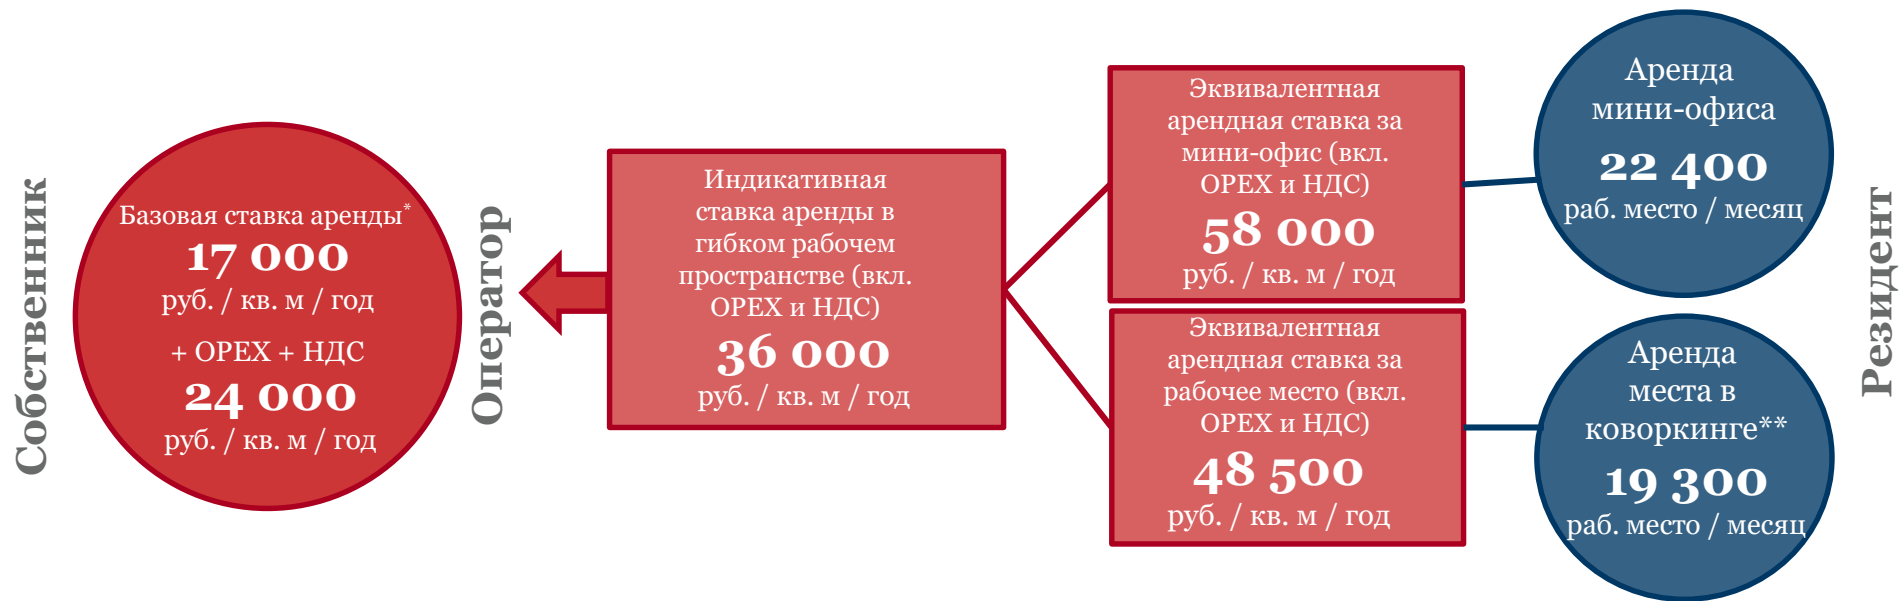 Собственник
Базовая ставка аренды*
17 000
руб. / кв. м / год
+ OPEX + НДС
24 000
руб. / кв. м / год
Оператор
Индикативная
ставка аренды в
гибком рабочем
пространстве (вкл.
OPEX и НДС)
36 000
руб. / кв. м / год
Эквивалентная
арендная ставка за
мини-офис (вкл.
OPEX и НДС)
58 000
руб. / кв. м / год
Эквивалентная
арендная ставка за
рабочее место (вкл.
OPEX и НДС)
48 500
руб. / кв. м / год
Аренда
мини-офиса
22 400
раб. место / месяц
Аренда
места в
коворкинге**
19 300
раб. место / месяц
Резидент